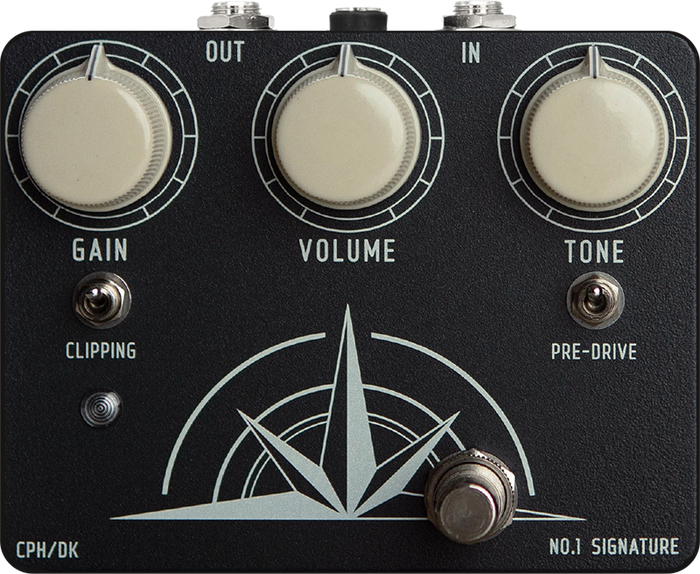 OUT IN
GAIN VOLUME TONE
CLIPPING PRE-DRIVE
CPH/DK NO.1 SIGNATURE